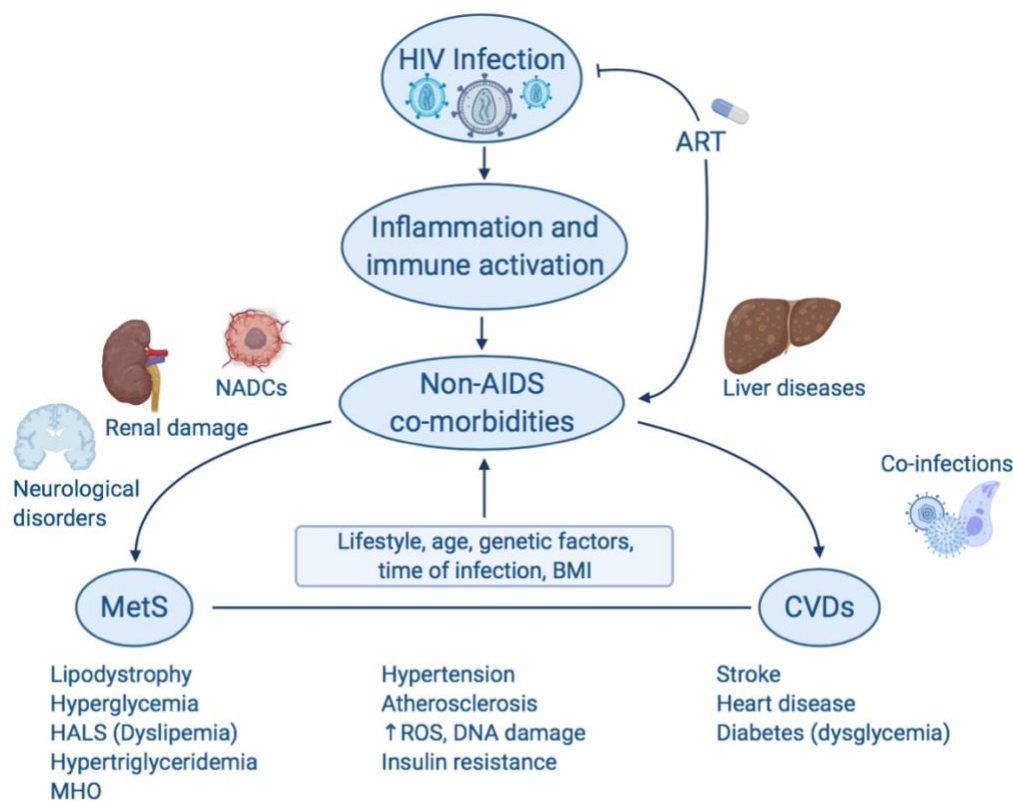 HIV Infection
ART
Inflammation and
immune activation
NADCs
Renal damage
Neurological
disorders
Non-AIDS
co-morbidities
Liver diseases
Co-infections
Lifestyle, age, genetic factors,
time of infection, BMI
MetS
CVDs
Lipodystrophy
Hyperglycemia
HALS (Dyslipemia)
Hypertriglyceridemia
MHO
Hypertension
Atherosclerosis
↑ROS, DNA damage
Insulin resistance
Stroke
Heart disease
Diabetes (dysglycemia)